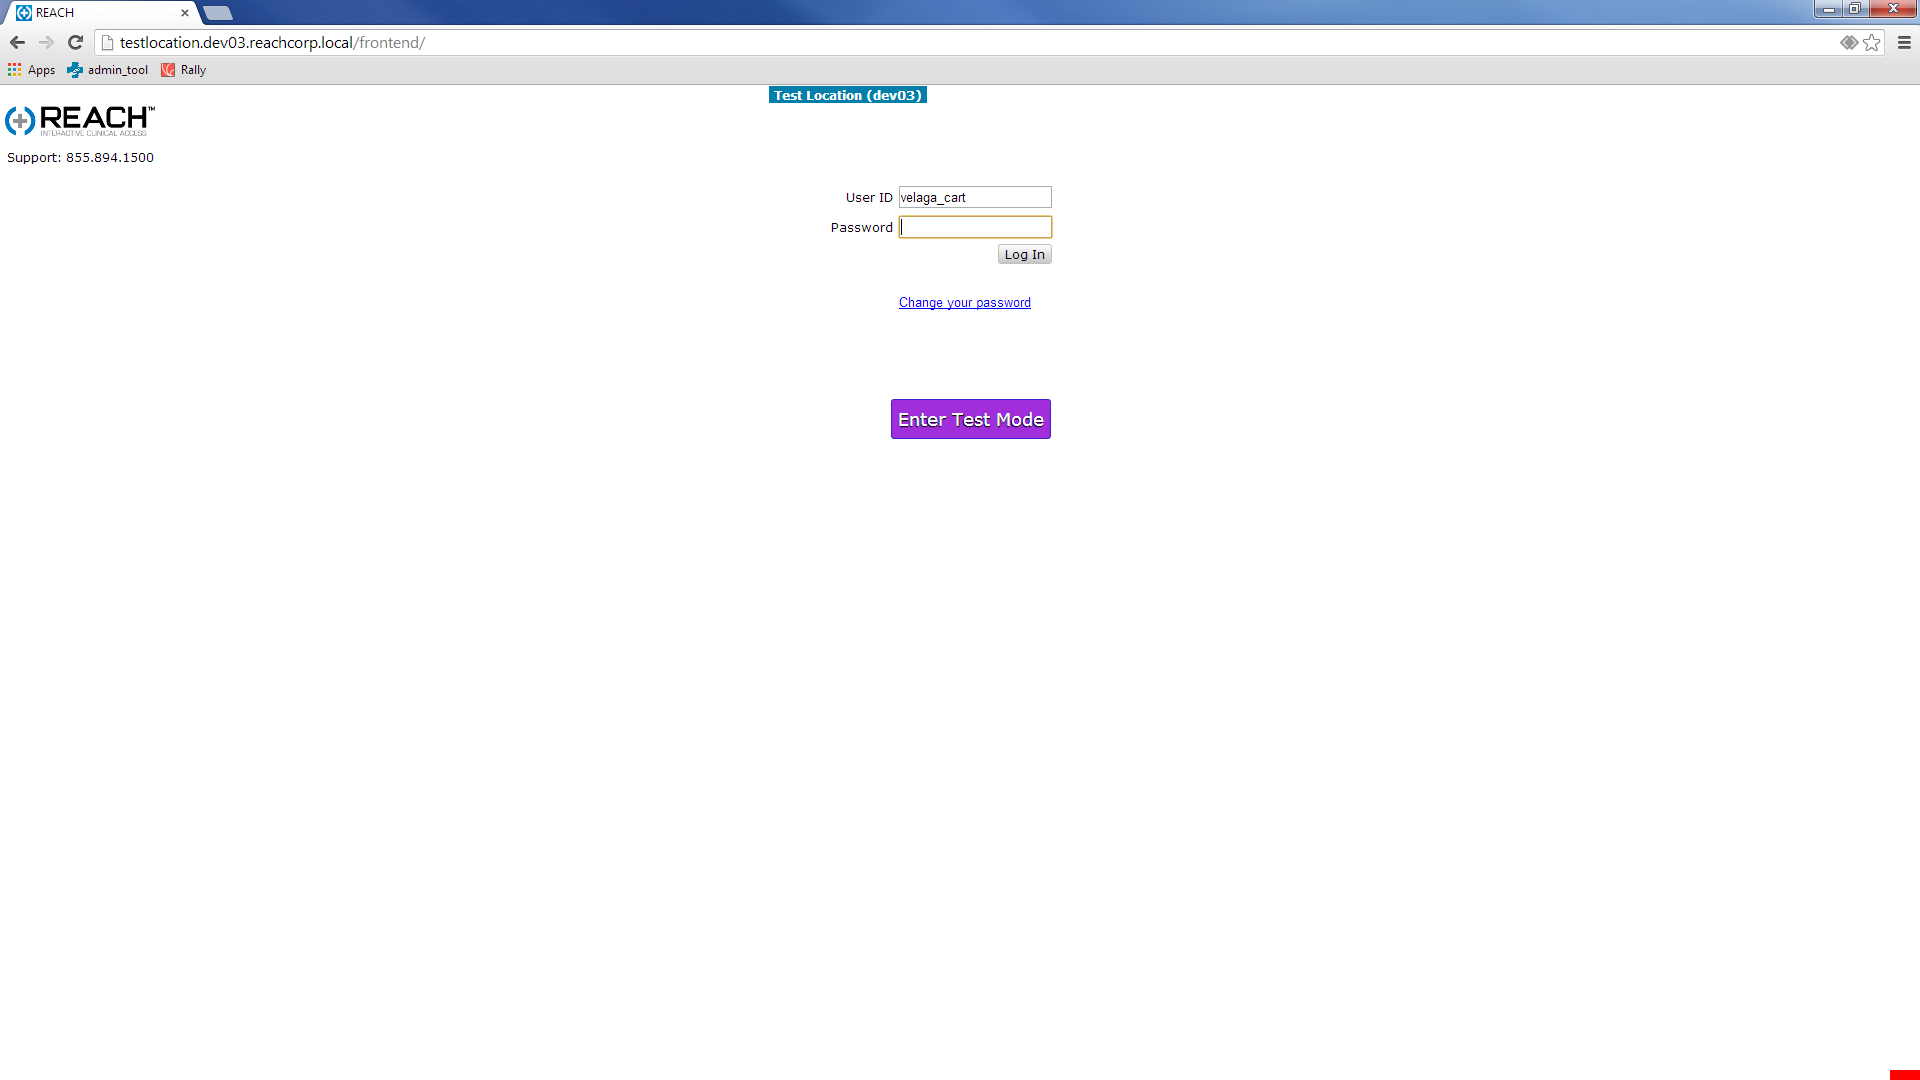 REACH
testlocation.dev03.reachcorp.local/frontend/
Apps admin_tool Rally
Test Location (dev03)
REACH™
INTERACTIVE CLINICAL ACCESS
Support: 855.894.1500
User ID velaga_cart
Password
Log In
Change your password
Enter Test Mode